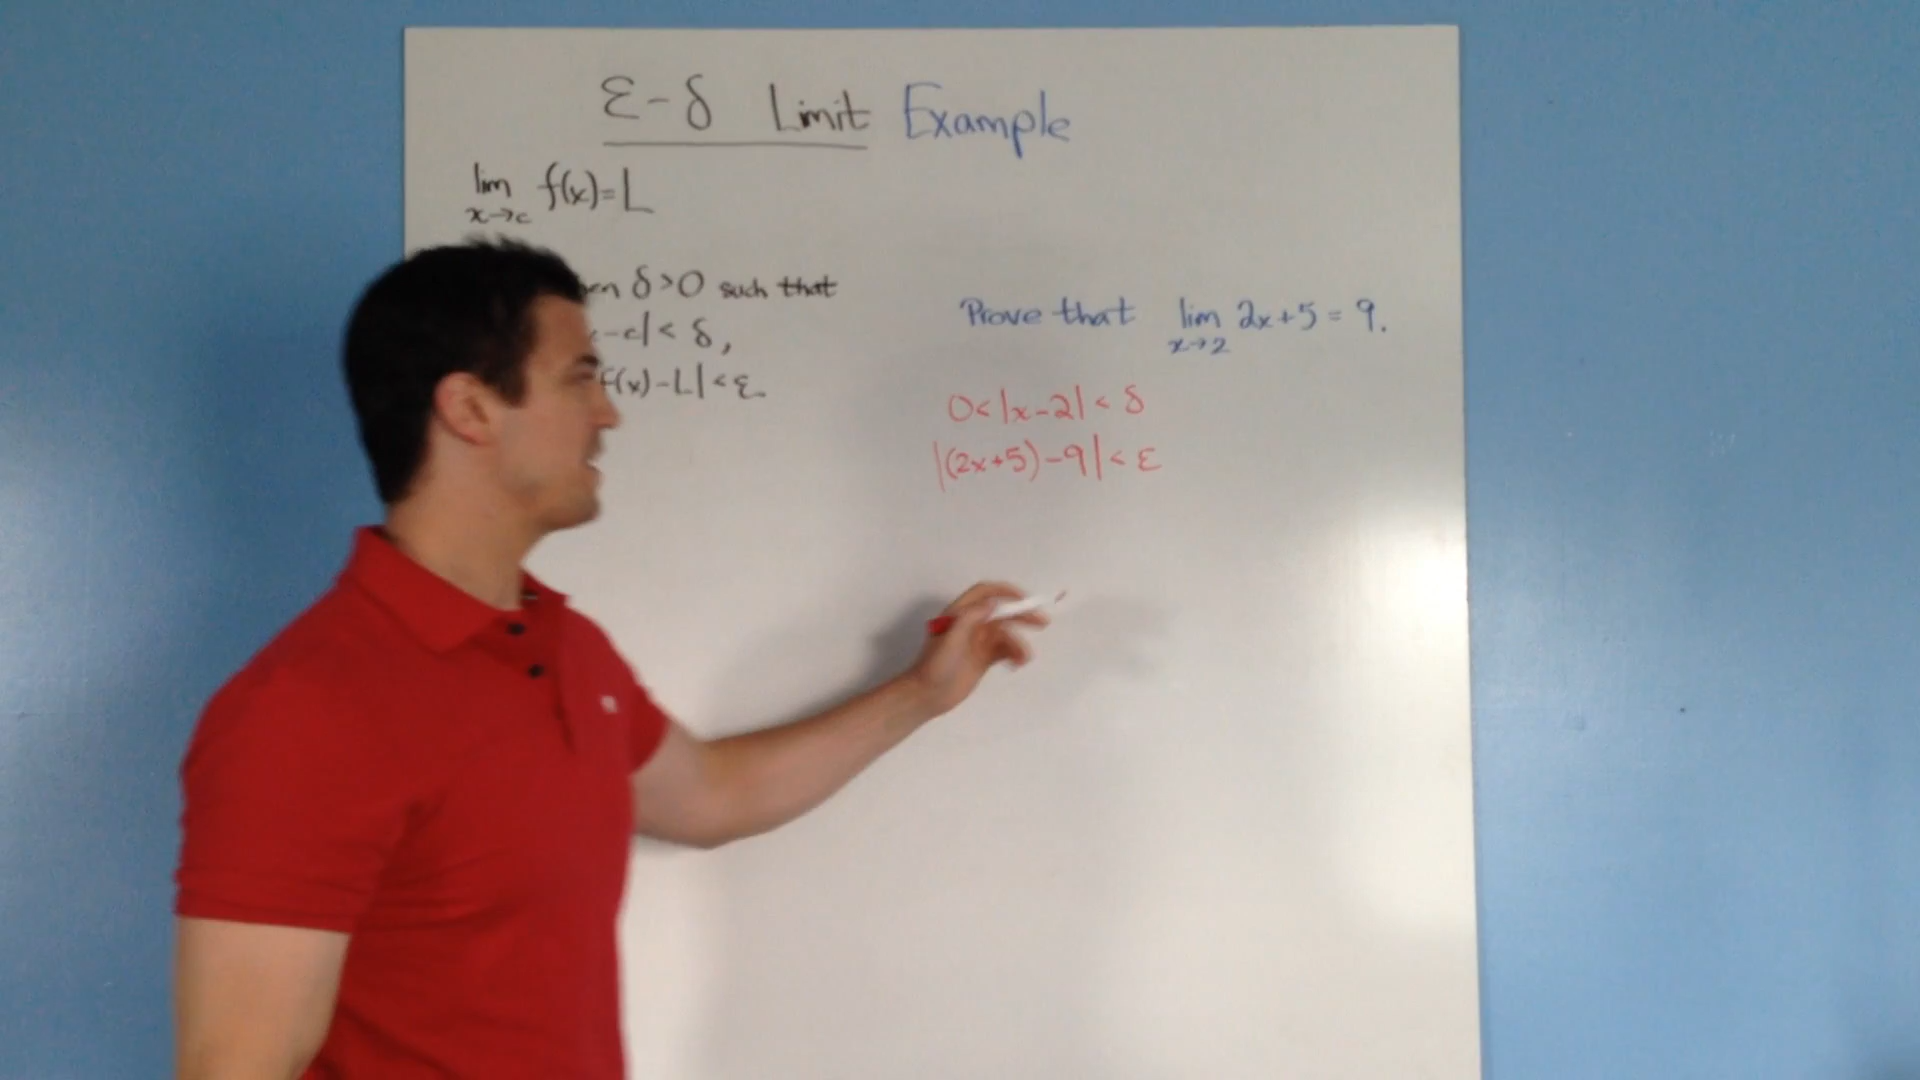 ε-δ Limit Example
lim f(x)=L
x→c
δ>0 such that
-c|< δ,
f(x)-L|<ε.
Prove that lim 2x+5=9.
x→2
0<|x-2|< δ
|(2x+5)-9|< ε